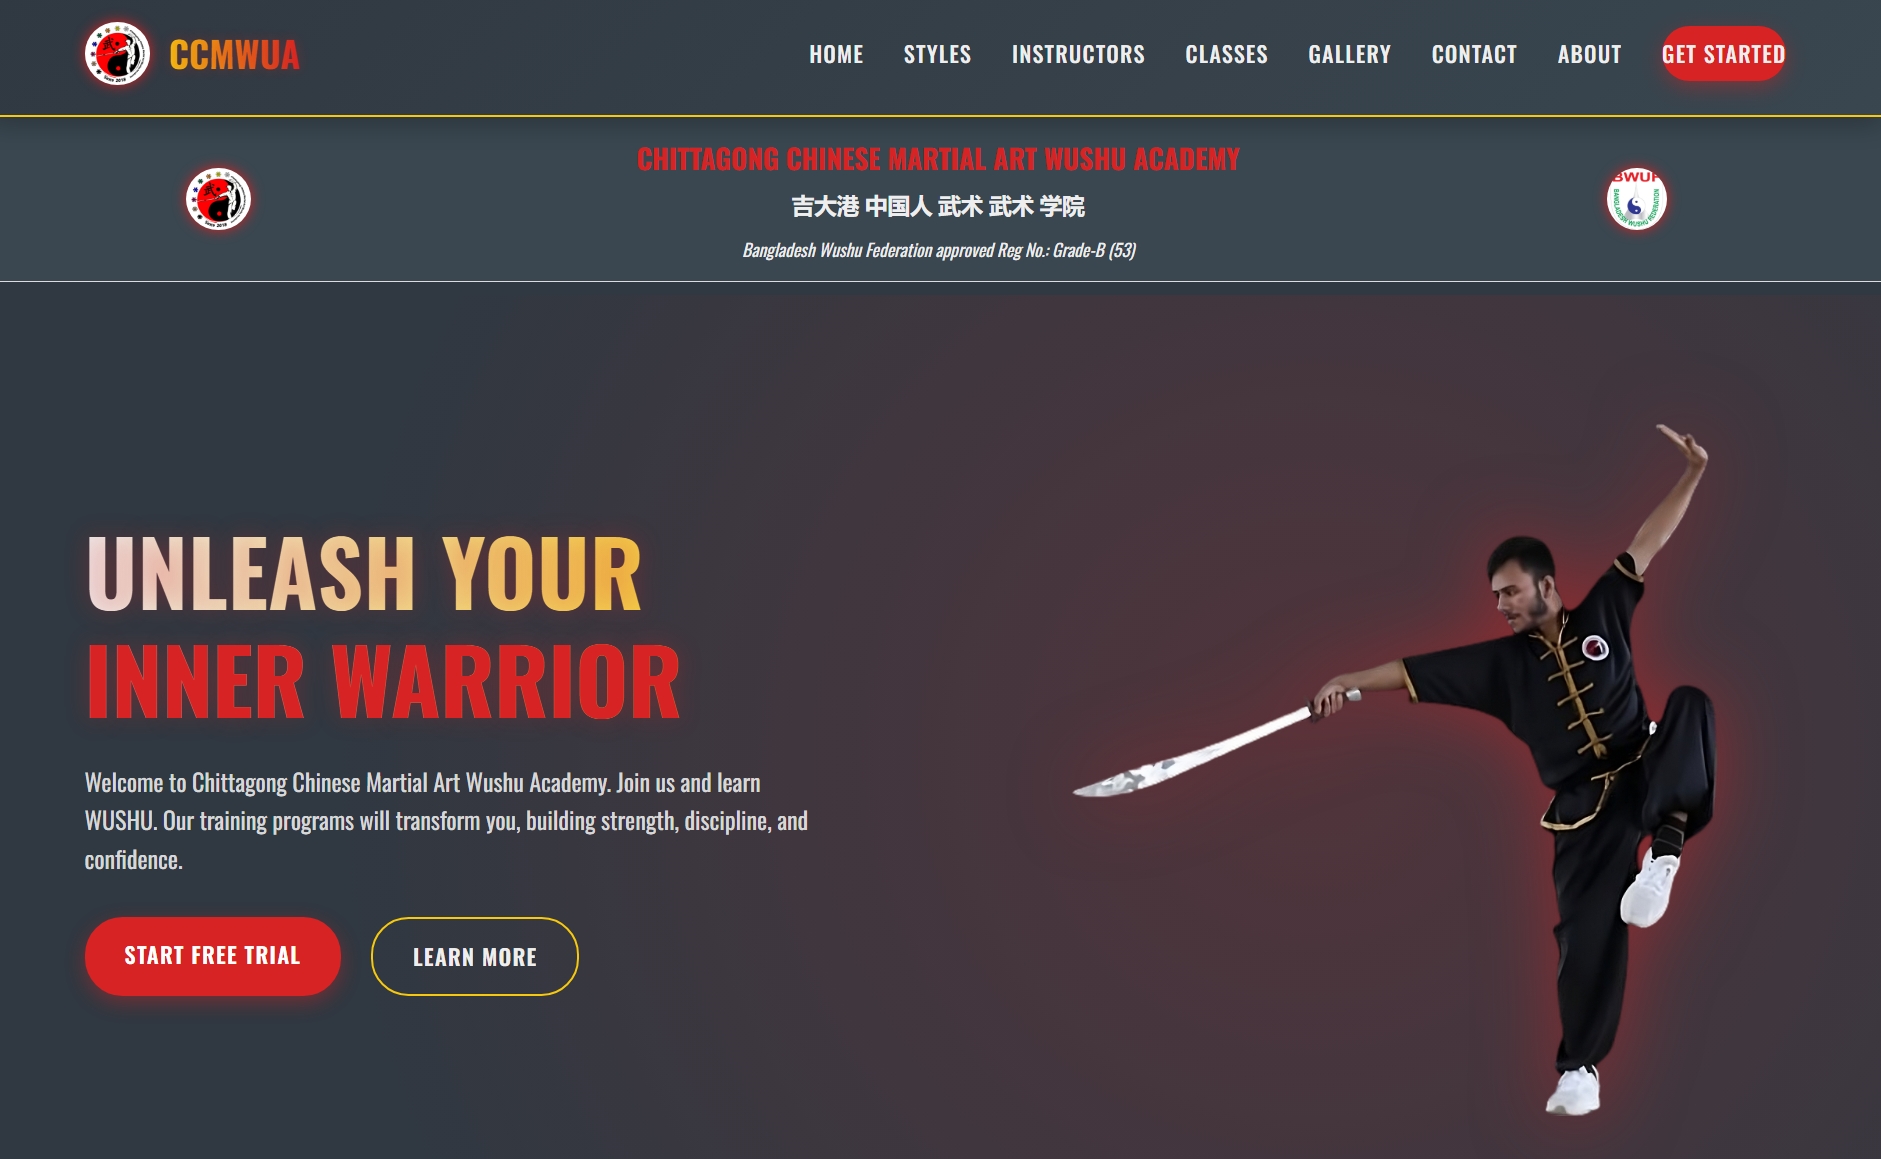 CCMWUA
HOME STYLES INSTRUCTORS CLASSES GALLERY CONTACT ABOUT GET STARTED
CHITTAGONG CHINESE MARTIAL ART WUSHU ACADEMY
吉大港 中国人 武术 武术 学院
Bangladesh Wushu Federation approved Reg No.: Grade-B (53)
BWUF
BANGLADESH WUSHU FEDERATION
UNLEASH YOUR
INNER WARRIOR
Welcome to Chittagong Chinese Martial Art Wushu Academy. Join us and learn
WUSHU. Our training programs will transform you, building strength, discipline, and
confidence.
START FREE TRIAL
LEARN MORE